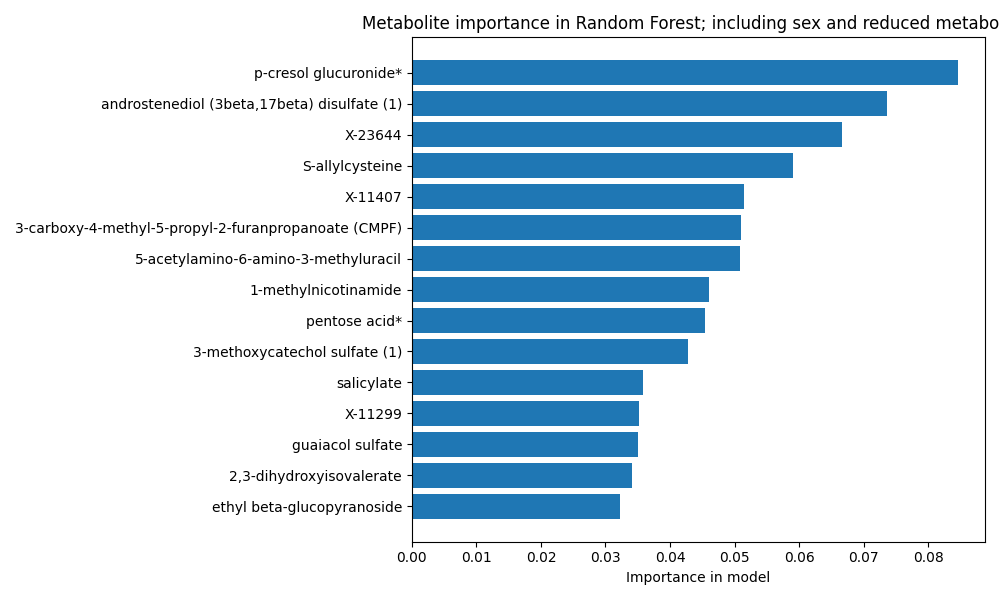 Metabolite importance in Random Forest; including sex and reduced metabo
p-cresol glucuronide*
androstenediol (3beta,17beta) disulfate (1)
X-23644
S-allylcysteine
X-11407
3-carboxy-4-methyl-5-propyl-2-furanpropanoate (CMPF)
5-acetylamino-6-amino-3-methyluracil
1-methylnicotinamide
pentose acid*
3-methoxycatechol sulfate (1)
salicylate
X-11299
guaiacol sulfate
2,3-dihydroxyisovalerate
ethyl beta-glucopyranoside
0.00 0.01 0.02 0.03 0.04 0.05 0.06 0.07 0.08
Importance in model